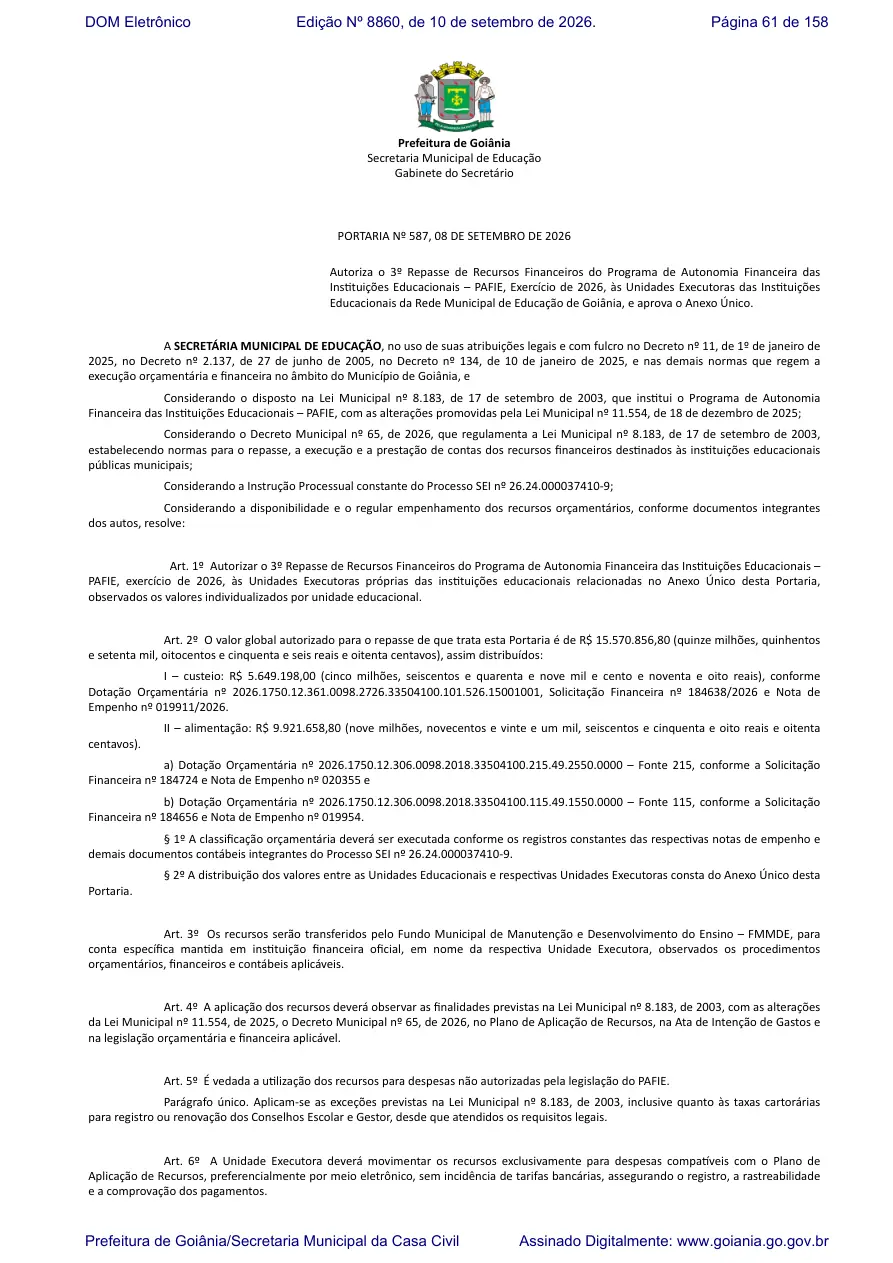 DOM Eletrônico Edição Nº 8860, de 10 de setembro de 2026. Página 61 de 158
Prefeitura de Goiânia
Secretaria Municipal de Educação
Gabinete do Secretário
PORTARIA Nº 587, 08 DE SETEMBRO DE 2026
Autoriza o 3º Repasse de Recursos Financeiros do Programa de Autonomia Financeira das
Instituições Educacionais – PAFIE, Exercício de 2026, às Unidades Executoras das Instituições
Educacionais da Rede Municipal de Educação de Goiânia, e aprova o Anexo Único.
A SECRETÁRIA MUNICIPAL DE EDUCAÇÃO, no uso de suas atribuições legais e com fulcro no Decreto nº 11, de 1º de janeiro de
2025, no Decreto nº 2.137, de 27 de junho de 2005, no Decreto nº 134, de 10 de janeiro de 2025, e nas demais normas que regem a
execução orçamentária e financeira no âmbito do Município de Goiânia, e
Considerando o disposto na Lei Municipal nº 8.183, de 17 de setembro de 2003, que institui o Programa de Autonomia
Financeira das Instituições Educacionais – PAFIE, com as alterações promovidas pela Lei Municipal nº 11.554, de 18 de dezembro de 2025;
Considerando o Decreto Municipal nº 65, de 2026, que regulamenta a Lei Municipal nº 8.183, de 17 de setembro de 2003,
estabelecendo normas para o repasse, a execução e a prestação de contas dos recursos financeiros destinados às instituições educacionais
públicas municipais;
Considerando a Instrução Processual constante do Processo SEI nº 26.24.000037410-9;
Considerando a disponibilidade e o regular empenhamento dos recursos orçamentários, conforme documentos integrantes
dos autos, resolve:
Art. 1º Autorizar o 3º Repasse de Recursos Financeiros do Programa de Autonomia Financeira das Instituições Educacionais –
PAFIE, exercício de 2026, às Unidades Executoras próprias das instituições educacionais relacionadas no Anexo Único desta Portaria,
observados os valores individualizados por unidade educacional.
Art. 2º O valor global autorizado para o repasse de que trata esta Portaria é de R$ 15.570.856,80 (quinze milhões, quinhentos
e setenta mil, oitocentos e cinquenta e seis reais e oitenta centavos), assim distribuídos:
I – custeio: R$ 5.649.198,00 (cinco milhões, seiscentos e quarenta e nove mil e cento e noventa e oito reais), conforme
Dotação Orçamentária nº 2026.1750.12.361.0098.2726.33504100.101.526.15001001, Solicitação Financeira nº 184638/2026 e Nota de
Empenho nº 019911/2026.
II – alimentação: R$ 9.921.658,80 (nove milhões, novecentos e vinte e um mil, seiscentos e cinquenta e oito reais e oitenta
centavos).
a) Dotação Orçamentária nº 2026.1750.12.306.0098.2018.33504100.215.49.2550.0000 – Fonte 215, conforme a Solicitação
Financeira nº 184724 e Nota de Empenho nº 020355 e
b) Dotação Orçamentária nº 2026.1750.12.306.0098.2018.33504100.115.49.1550.0000 – Fonte 115, conforme a Solicitação
Financeira nº 184656 e Nota de Empenho nº 019954.
§ 1º A classificação orçamentária deverá ser executada conforme os registros constantes das respectivas notas de empenho e
demais documentos contábeis integrantes do Processo SEI nº 26.24.000037410-9.
§ 2º A distribuição dos valores entre as Unidades Educacionais e respectivas Unidades Executoras consta do Anexo Único desta
Portaria.
Art. 3º Os recursos serão transferidos pelo Fundo Municipal de Manutenção e Desenvolvimento do Ensino – FMMDE, para
conta específica mantida em instituição financeira oficial, em nome da respectiva Unidade Executora, observados os procedimentos
orçamentários, financeiros e contábeis aplicáveis.
Art. 4º A aplicação dos recursos deverá observar as finalidades previstas na Lei Municipal nº 8.183, de 2003, com as alterações
da Lei Municipal nº 11.554, de 2025, o Decreto Municipal nº 65, de 2026, no Plano de Aplicação de Recursos, na Ata de Intenção de Gastos e
na legislação orçamentária e financeira aplicável.
Art. 5º É vedada a utilização dos recursos para despesas não autorizadas pela legislação do PAFIE.
Parágrafo único. Aplicam-se as exceções previstas na Lei Municipal nº 8.183, de 2003, inclusive quanto às taxas cartorárias
para registro ou renovação dos Conselhos Escolar e Gestor, desde que atendidos os requisitos legais.
Art. 6º A Unidade Executora deverá movimentar os recursos exclusivamente para despesas compatíveis com o Plano de
Aplicação de Recursos, preferencialmente por meio eletrônico, sem incidência de tarifas bancárias, assegurando o registro, a rastreabilidade
e a comprovação dos pagamentos.
Prefeitura de Goiânia/Secretaria Municipal da Casa Civil Assinado Digitalmente: www.goiania.go.gov.br